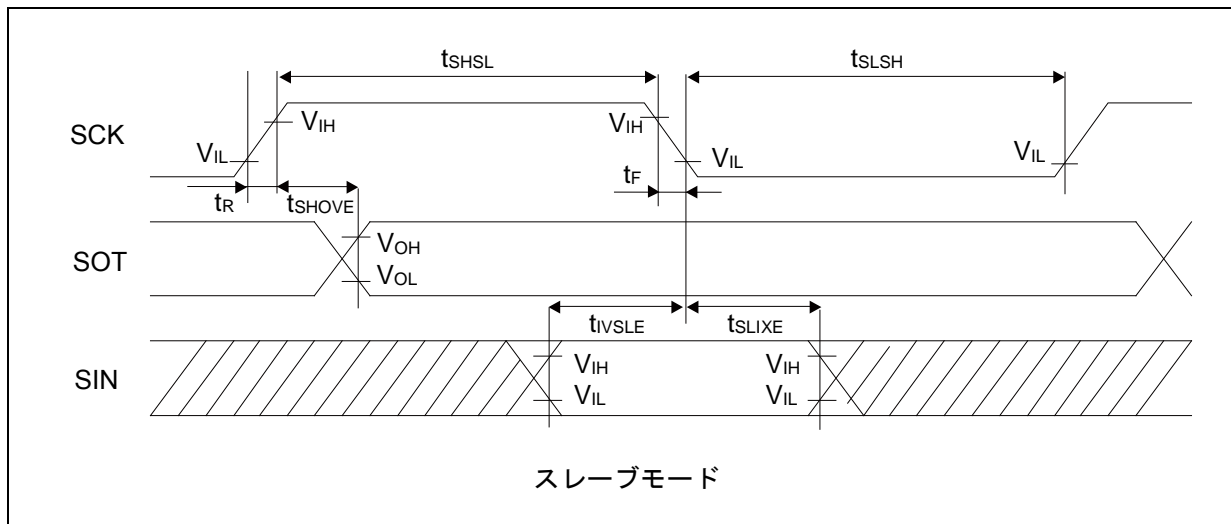 tSHSL
tSLSH
SCK
VIH
VIH
VIL
VIL
VIL
tR
tSHOVE
tF
SOT
VOH
VOL
tIVSLE
tSLIXE
SIN
VIH
VIH
VIL
VIL
スレーブモード